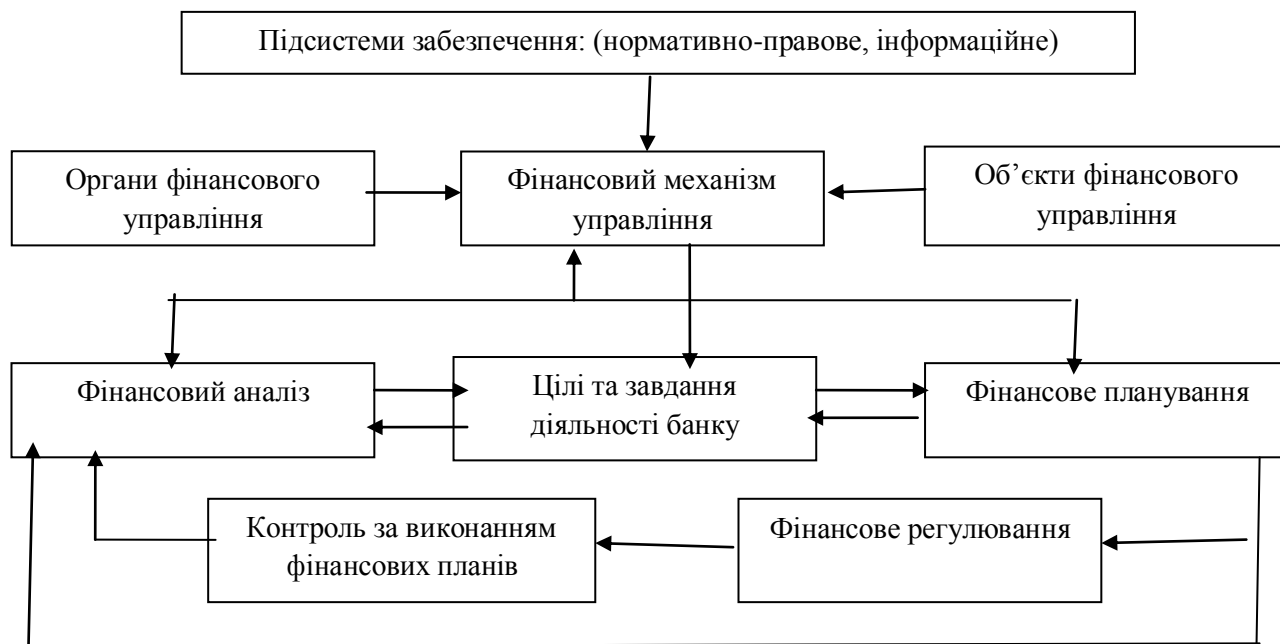 Підсистеми забезпечення: (нормативно-правове, інформаційне)
Органи фінансового
управління
Фінансовий механізм
управління
Об’єкти фінансового
управління
Фінансовий аналіз
Цілі та завдання
діяльності банку
Фінансове планування
Контроль за виконанням
фінансових планів
Фінансове регулювання